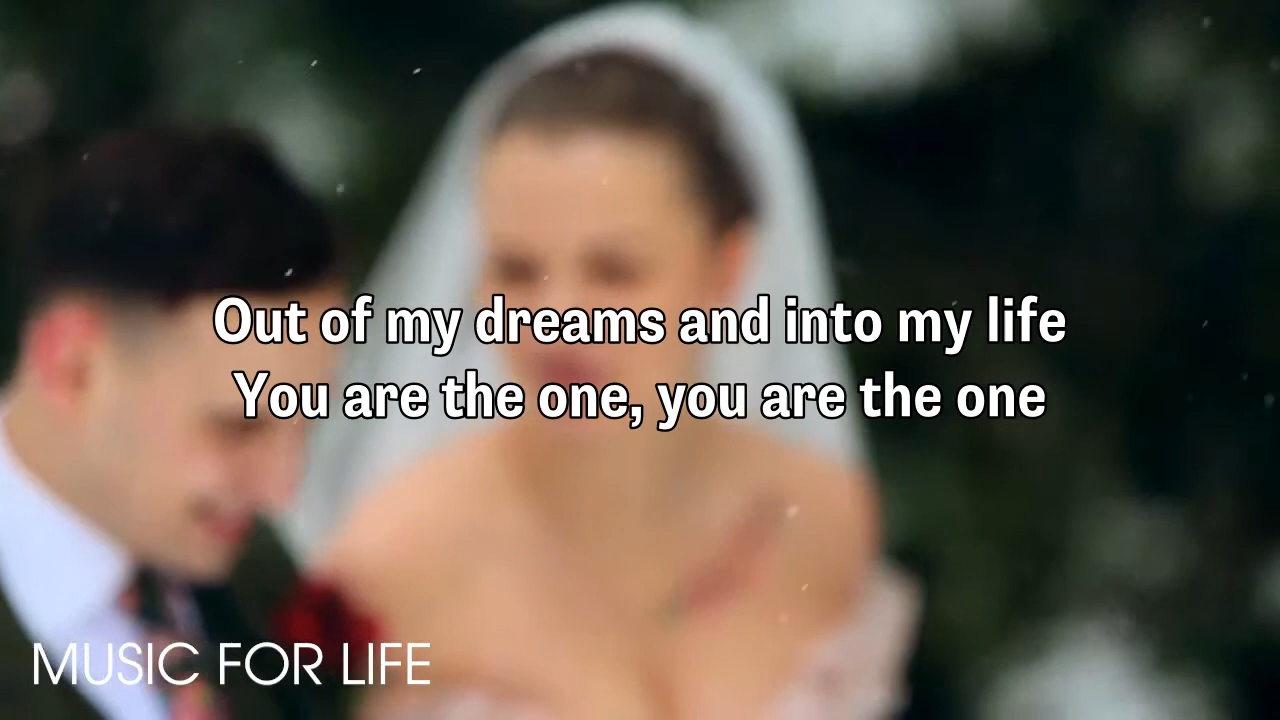 Out of my dreams and into my life
You are the one, you are the one
MUSIC FOR LIFE